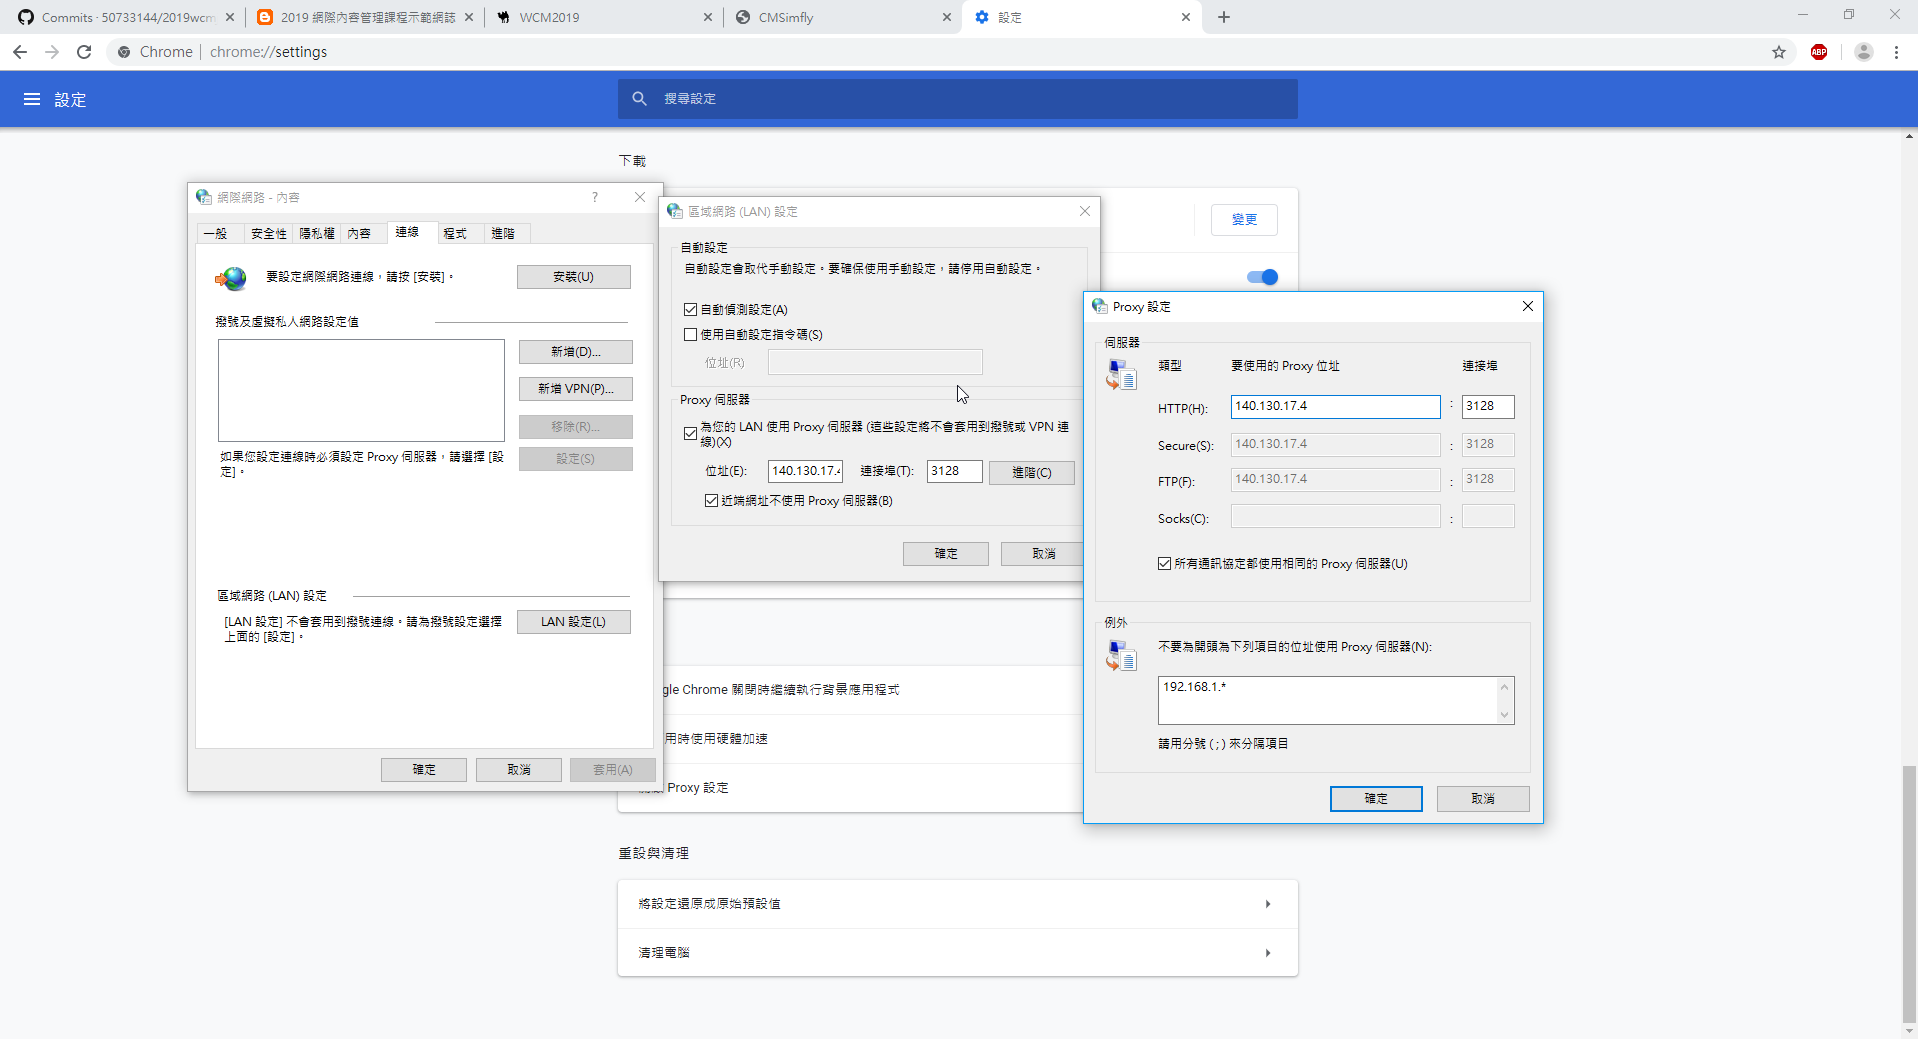 Commits · 50733144/2019wcm
2019 網際內容管理課程示範網誌
WCM2019
CMSimfly
設定
Chrome
chrome://settings
ABP
設定
搜尋設定
下載
變更
網際網路 - 內容
?
一般
安全性
隱私權
內容
連線
程式
進階
要設定網際網路連線，請按 [安裝]。
安裝(U)
撥號及虛擬私人網路設定值
新增(D)...
新增 VPN(P)...
移除(R)...
設定(S)
如果您設定連線時必須設定 Proxy 伺服器，請選擇 [設
定]。
區域網路 (LAN) 設定
[LAN 設定] 不會套用到撥號連線。請為撥號設定選擇
上面的 [設定]。
LAN 設定(L)
確定
取消
套用(A)
區域網路 (LAN) 設定
自動設定
自動設定會取代手動設定。要確保使用手動設定，請停用自動設定。
自動偵測設定(A)
使用自動設定指令碼(S)
位址(R)
Proxy 伺服器
為您的 LAN 使用 Proxy 伺服器 (這些設定將不會套用到撥號或 VPN 連
線)(X)
位址(E):
140.130.17.4
連接埠(T):
3128
進階(C)
近端網址不使用 Proxy 伺服器(B)
確定
取消
Proxy 設定
伺服器
類型
要使用的 Proxy 位址
連接埠
HTTP(H):
140.130.17.4
:
3128
Secure(S):
140.130.17.4
:
3128
FTP(F):
140.130.17.4
:
3128
Socks(C):
:
所有通訊協定都使用相同的 Proxy 伺服器(U)
例外
不要為開頭為下列項目的位址使用 Proxy 伺服器(N):
192.168.1.*
請用分號 ( ; ) 來分隔項目
確定
取消
gle Chrome 關閉時繼續執行背景應用程式
用時使用硬體加速
Proxy 設定
重設與清理
將設定還原成原始預設值
清理電腦